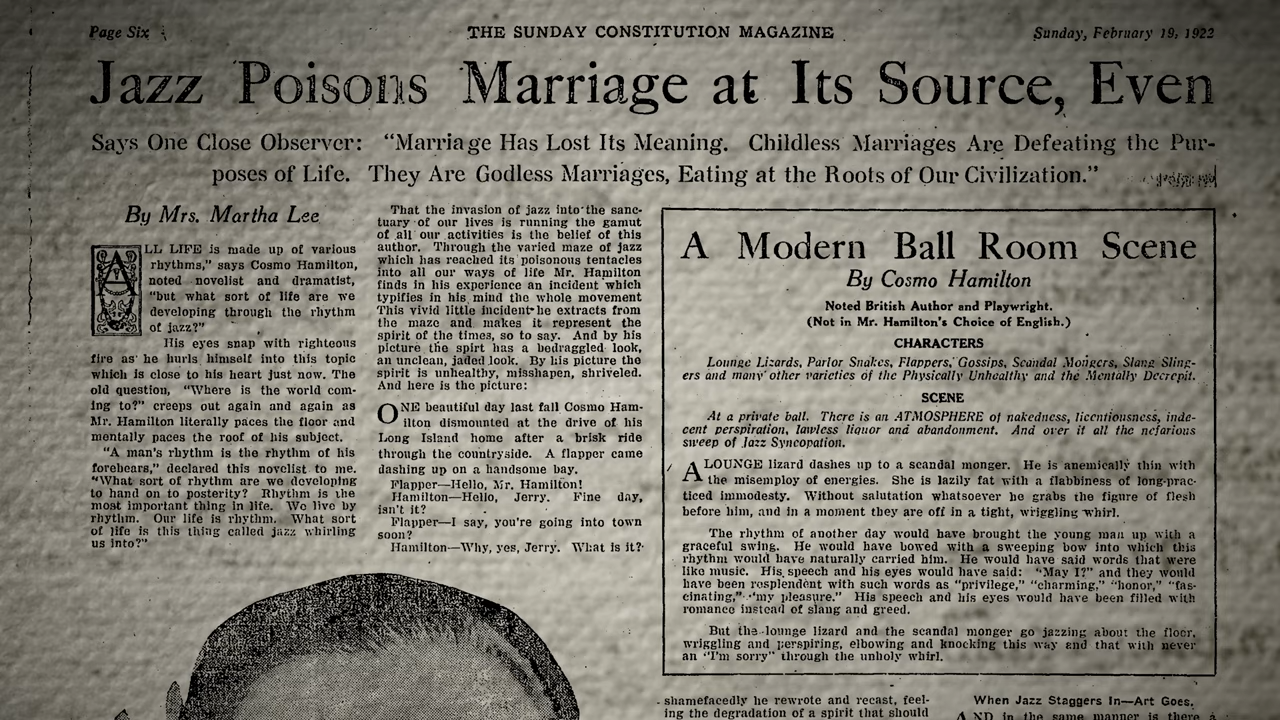 Page Six
THE SUNDAY CONSTITUTION MAGAZINE
Sunday, February 19, 1922
Jazz Poisons Marriage at Its Source, Even
Says One Close Observer: "Marriage Has Lost Its Meaning. Childless Marriages Are Defeating the Pur-
poses of Life. They Are Godless Marriages, Eating at the Roots of Our Civilization."
By Mrs. Martha Lee
ALL LIFE is made up of various
rhythms," says Cosmo Hamilton,
noted novelist and dramatist,
"but what sort of life are we
developing through the rhythm
of jazz?"
His eyes snap with righteous
fire as he hurls himself into this topic
which is close to his heart just now. The
old question, "Where is the world com-
ing to?" creeps out again and again as
Mr. Hamilton literally paces the floor and
mentally paces the roof of his subject.
"A man's rhythm is the rhythm of his
forebears," declared this novelist to me.
"What sort of rhythm are we developing
to hand on to posterity? Rhythm is the
most important thing in life. We live by
rhythm. Our life is rhythm. What sort
of life is this thing called jazz whirling
us into?"
That the invasion of jazz into the sanc-
tuary of our lives is running the gamut
of all our activities is the belief of this
author. Through the varied maze of jazz
which has reached its poisonous tentacles
into all our ways of life Mr. Hamilton
finds in his experience an incident which
typifies in his mind the whole movement
This vivid little incident he extracts from
the maze and makes it represent the
spirit of the times, so to say. And by his
picture the spirt has a bedraggled look,
an unclean, jaded look. By his picture the
spirit is unhealthy, misshapen, shriveled.
And here is the picture:
ONE beautiful day last fall Cosmo Ham-
ilton dismounted at the drive of his
Long Island home after a brisk ride
through the countryside. A flapper came
dashing up on a handsome bay.
Flapper—Hello, Mr. Hamilton!
Hamilton—Hello, Jerry. Fine day,
isn't it?
Flapper—I say, you're going into town
soon?
Hamilton—Why, yes, Jerry. What is it?
A Modern Ball Room Scene
By Cosmo Hamilton
Noted British Author and Playwright.
(Not in Mr. Hamilton's Choice of English.)
CHARACTERS
Lounge Lizards, Parlor Snakes, Flappers, Gossips, Scandal Mongers, Slang Sling-
ers and many other varieties of the Physically Unhealthy and the Mentally Decrepit.
SCENE
At a private ball. There is an ATMOSPHERE of nakedness, licentiousness, inde-
cent perspiration, lawless liquor and abandonment. And over it all the nefarious
sweep of Jazz Syncopation.
A LOUNGE lizard dashes up to a scandal monger. He is anemically thin with
the misemploy of energies. She is lazily fat with a flabbiness of long-prac-
ticed immodesty. Without salutation whatsoever he grabs the figure of flesh
before him, and in a moment they are off in a tight, wriggling whirl.
The rhythm of another day would have brought the young man up with a
graceful swing. He would have bowed with a sweeping bow into which this
rhythm would have naturally carried him. He would have said words that were
like music. His speech and his eyes would have said: "May I?" and they would
have been resplendent with such words as "privilege," "charming," "honor," "fas-
cinating," "my pleasure." His speech and his eyes would have been filled with
romance instead of slang and greed.
But the lounge lizard and the scandal monger go jazzing about the floor,
wriggling and perspiring, elbowing and knocking this way and that with never
an "I'm sorry" through the unholy whirl.
shamefacedly he rewrote and recast, feel-
ing the degradation of a spirit that should
When Jazz Staggers In—Art Goes.
AND in the same manner is there a